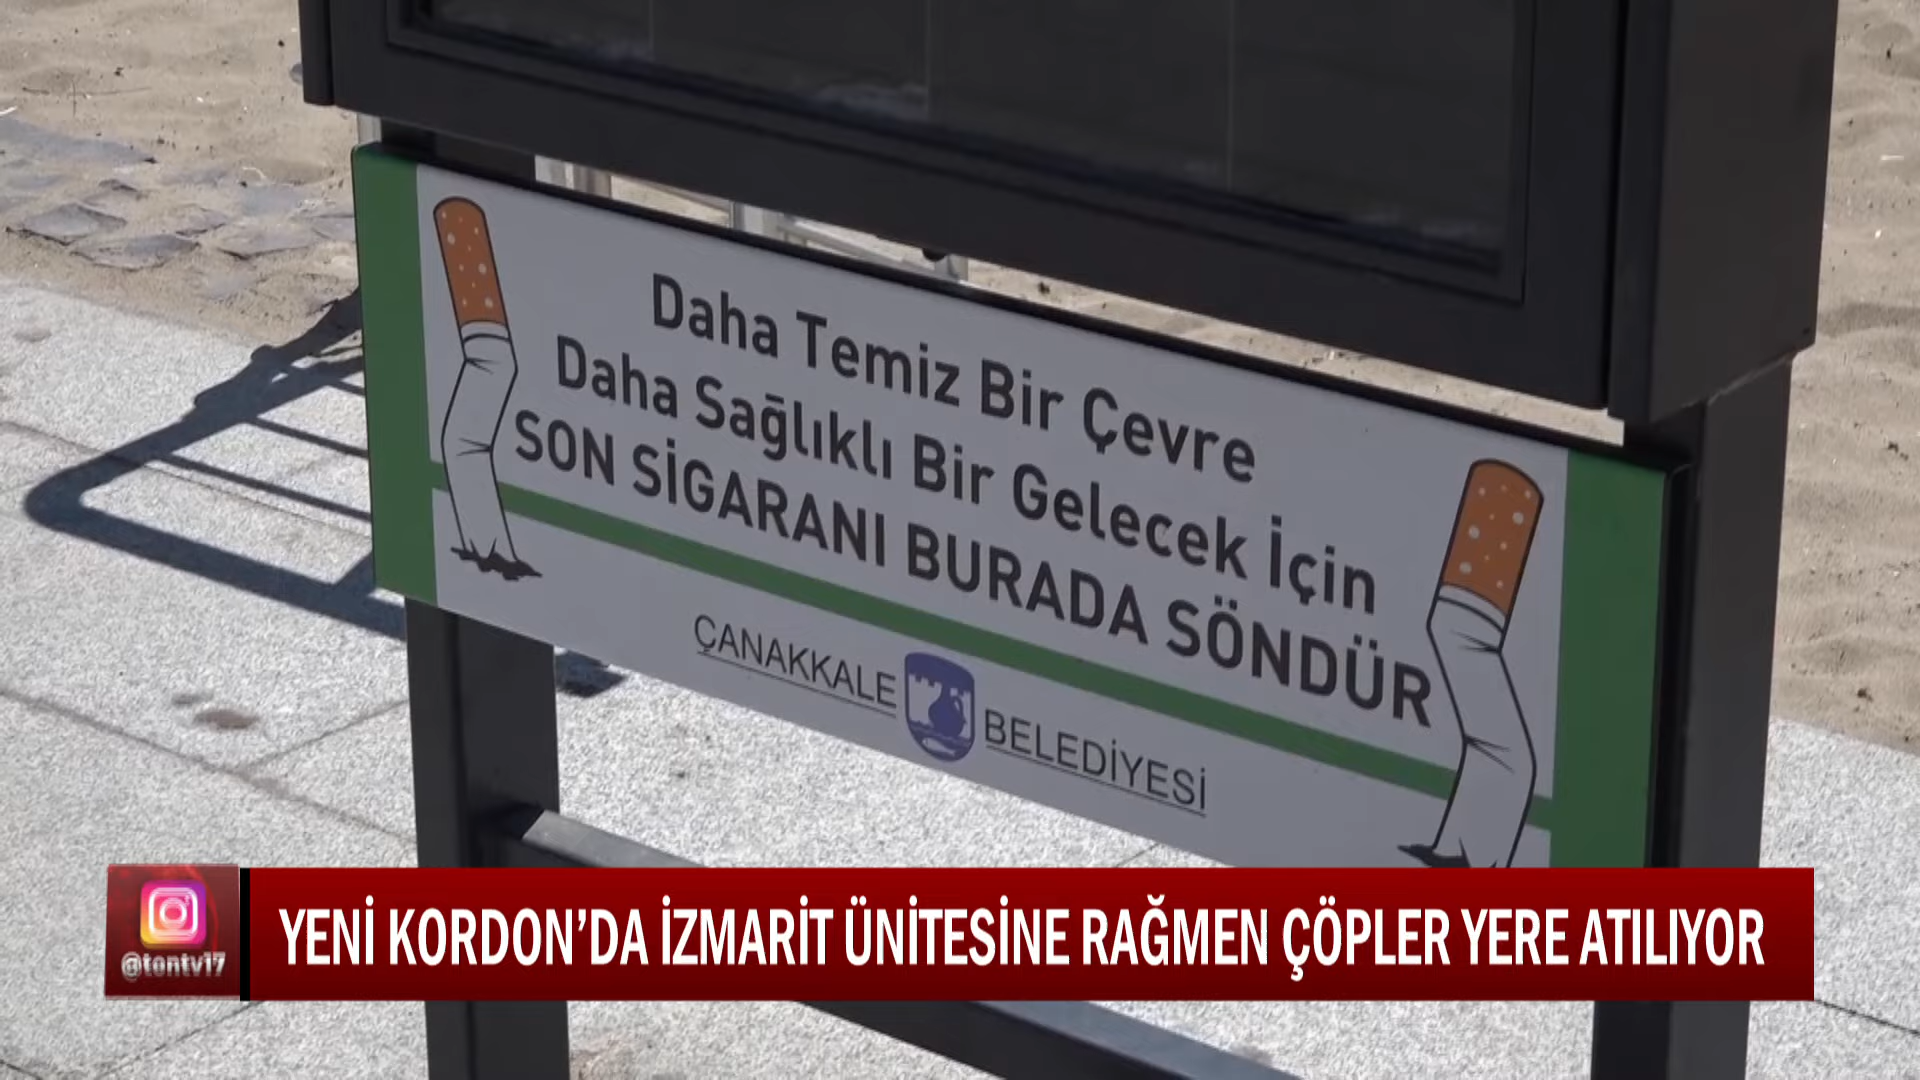 Daha Temiz Bir Çevre
Daha Sağlıklı Bir Gelecek İçin
SON SİGARANI BURADA SÖNDÜR
ÇANAKKALE BELEDİYESİ
@tontv17
YENİ KORDON’DA İZMARİT ÜNİTESİNE RAĞMEN ÇÖPLER YERE ATILIYOR